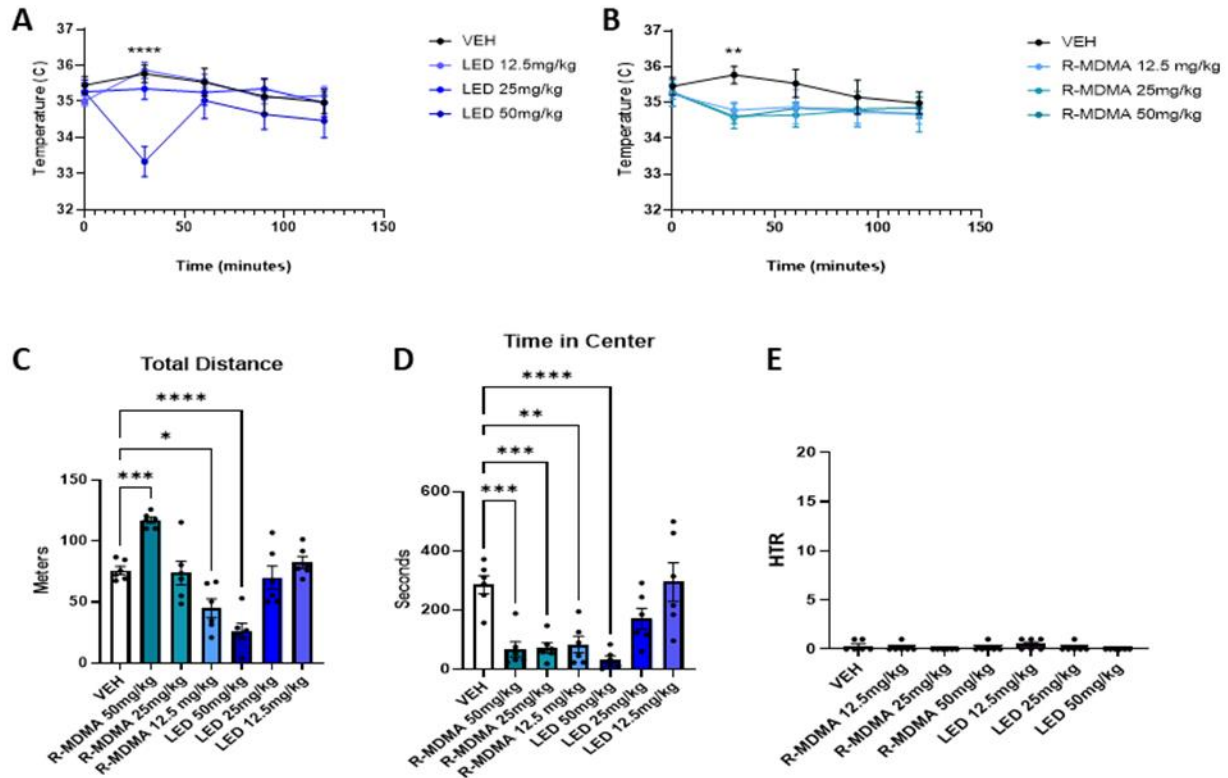 A
37
36
35
34
33
32
Temperature (C)
****
0
50
100
150
Time (minutes)
VEH
LED 12.5mg/kg
LED 25mg/kg
LED 50mg/kg
B
37
36
35
34
33
32
Temperature (C)
**
0
50
100
150
Time (minutes)
VEH
R-MDMA 12.5 mg/kg
R-MDMA 25mg/kg
R-MDMA 50mg/kg
C
Total Distance
****
*
***
150
100
50
0
Meters
VEH
R-MDMA 50mg/kg
R-MDMA 25mg/kg
R-MDMA 12.5 mg/kg
LED 50mg/kg
LED 25mg/kg
LED 12.5mg/kg
D
Time in Center
****
**
***
***
600
400
200
0
Seconds
VEH
R-MDMA 50mg/kg
R-MDMA 25mg/kg
R-MDMA 12.5 mg/kg
LED 50mg/kg
LED 25mg/kg
LED 12.5mg/kg
E
20
15
10
5
0
HTR
VEH
R-MDMA 12.5mg/kg
R-MDMA 25mg/kg
R-MDMA 50mg/kg
LED 12.5mg/kg
LED 25mg/kg
LED 50mg/kg